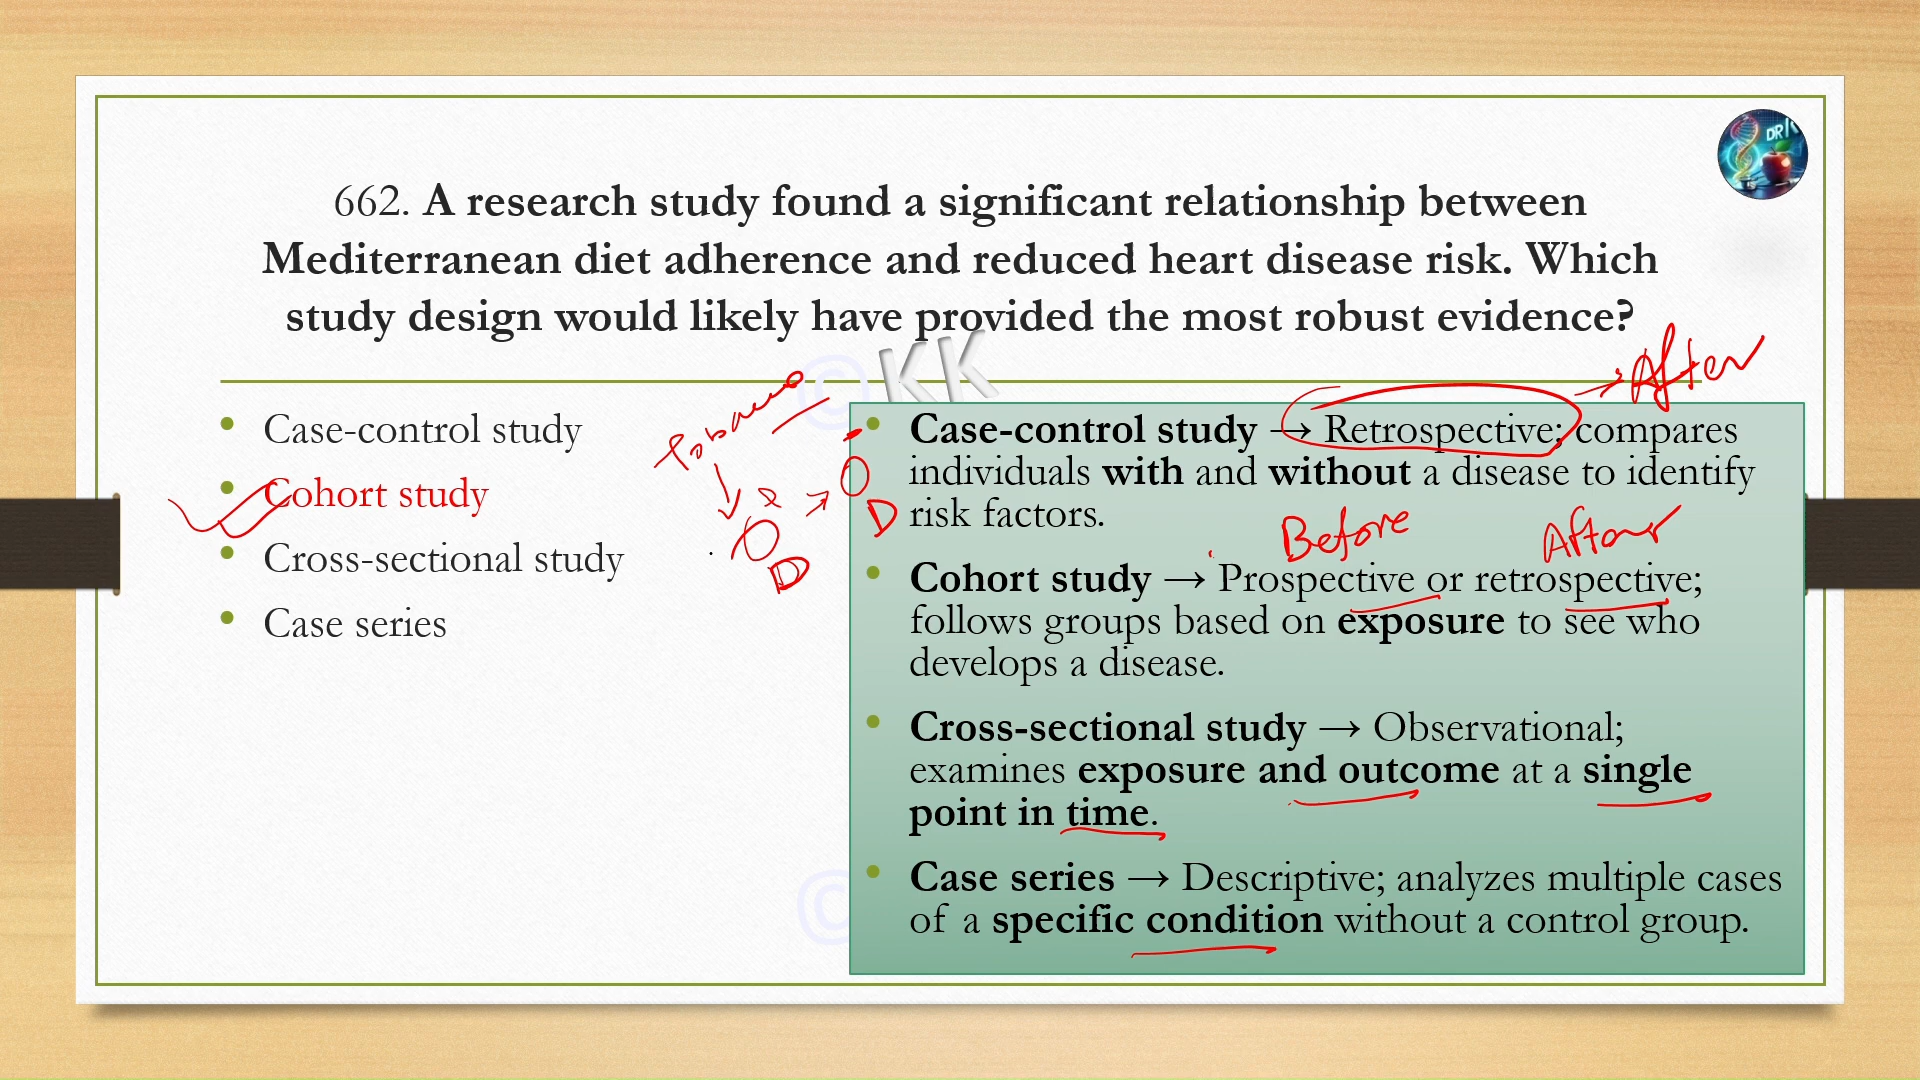 DR K
662. A research study found a significant relationship between
Mediterranean diet adherence and reduced heart disease risk. Which
study design would likely have provided the most robust evidence?
©KK
• Case-control study
• Cohort study
• Cross-sectional study
• Case series
Tobacco
O
D
O
D
After
• Case-control study → Retrospective; compares
individuals with and without a disease to identify
risk factors.
Before After
• Cohort study → Prospective or retrospective;
follows groups based on exposure to see who
develops a disease.
• Cross-sectional study → Observational;
examines exposure and outcome at a single
point in time.
• Case series → Descriptive; analyzes multiple cases
of a specific condition without a control group.
©